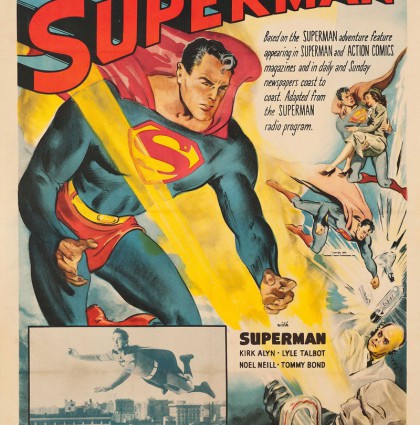 SUPERMAN
Based on the SUPERMAN adventure feature
appearing in SUPERMAN and ACTION COMICS
magazines and in daily and Sunday
newspapers coast to
coast. Adapted from
the SUPERMAN
radio program.
S
with
SUPERMAN
KIRK ALYN · LYLE TALBOT
NOEL NEILL · TOMMY BOND